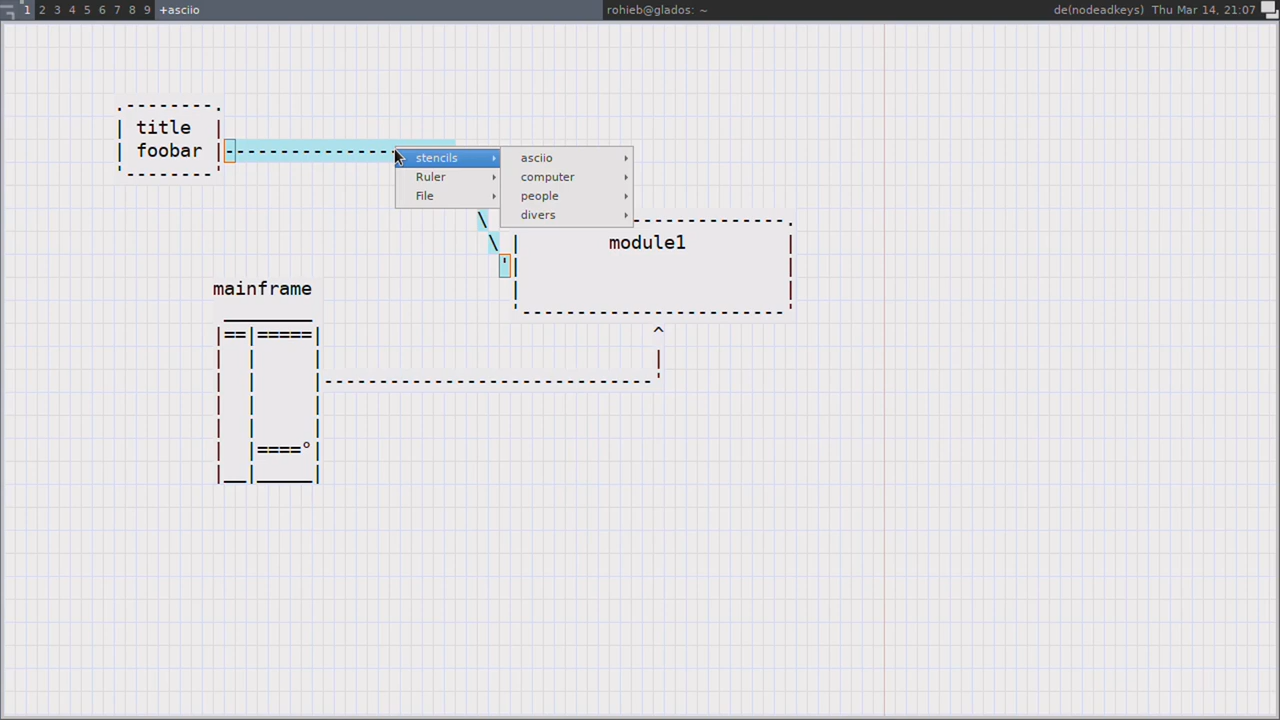 1 2 3 4 5 6 7 8 9 +asciio rohieb@glados: ~ de(nodeadkeys) Thu Mar 14, 21:07
title
foobar
stencils
Ruler
File
asciio
computer
people
divers
module1
mainframe